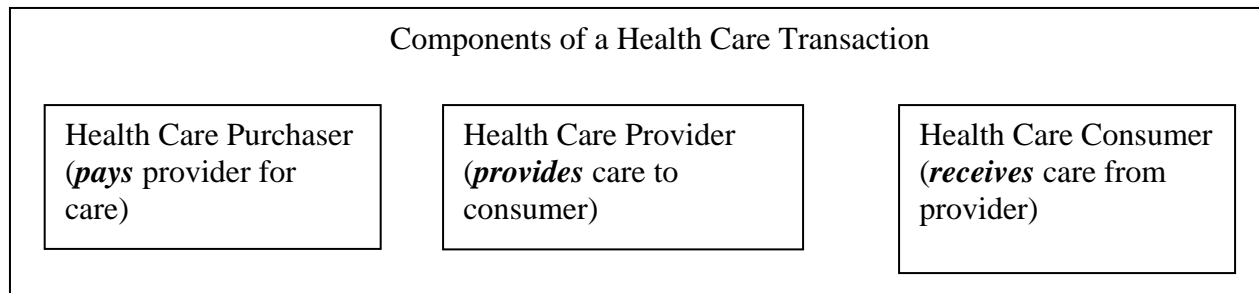 Components of a Health Care Transaction
Health Care Purchaser
(pays provider for
care)
Health Care Provider
(provides care to
consumer)
Health Care Consumer
(receives care from
provider)